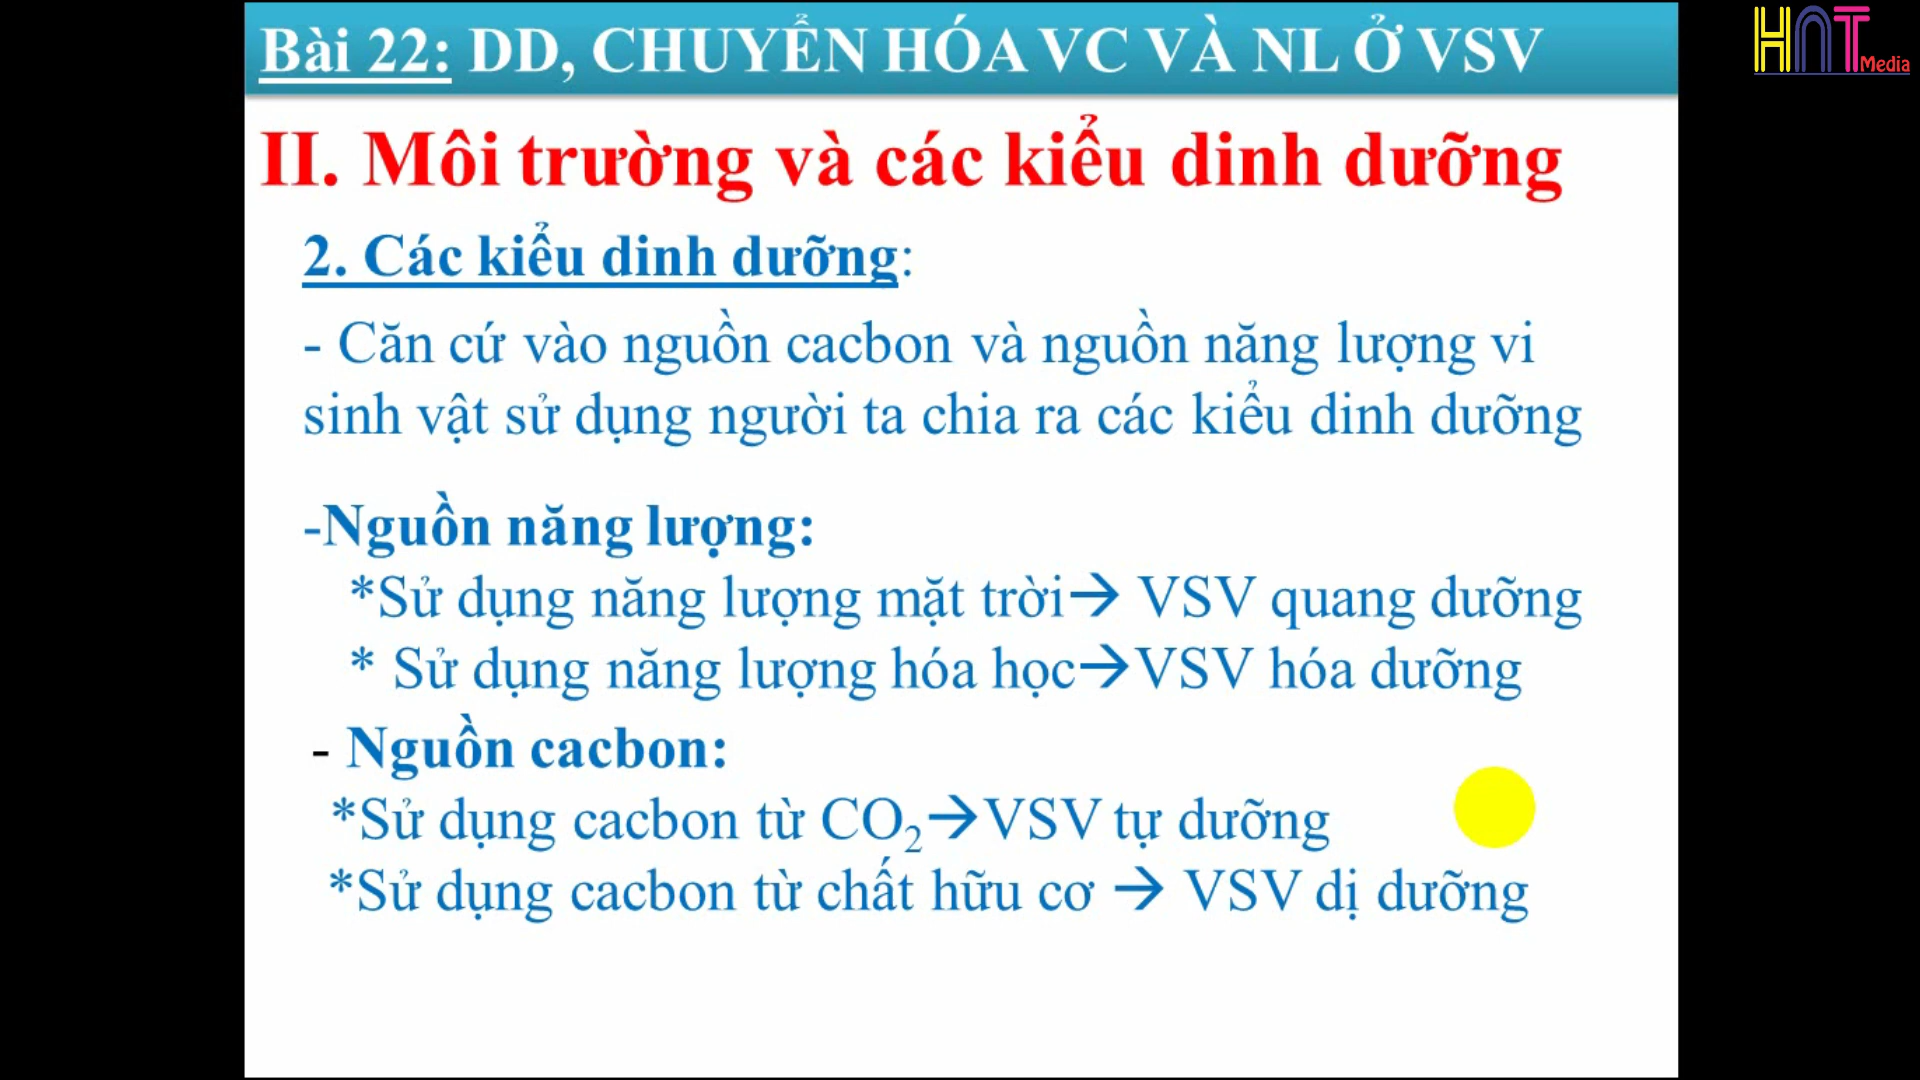 Bài 22: DD, CHUYỂN HÓA VC VÀ NL Ở VSV
HNT Media
II. Môi trường và các kiểu dinh dưỡng
2. Các kiểu dinh dưỡng:
- Căn cứ vào nguồn cacbon và nguồn năng lượng vi
sinh vật sử dụng người ta chia ra các kiểu dinh dưỡng
-Nguồn năng lượng:
*Sử dụng năng lượng mặt trời→ VSV quang dưỡng
* Sử dụng năng lượng hóa học→VSV hóa dưỡng
- Nguồn cacbon:
*Sử dụng cacbon từ CO₂→VSV tự dưỡng
*Sử dụng cacbon từ chất hữu cơ → VSV dị dưỡng